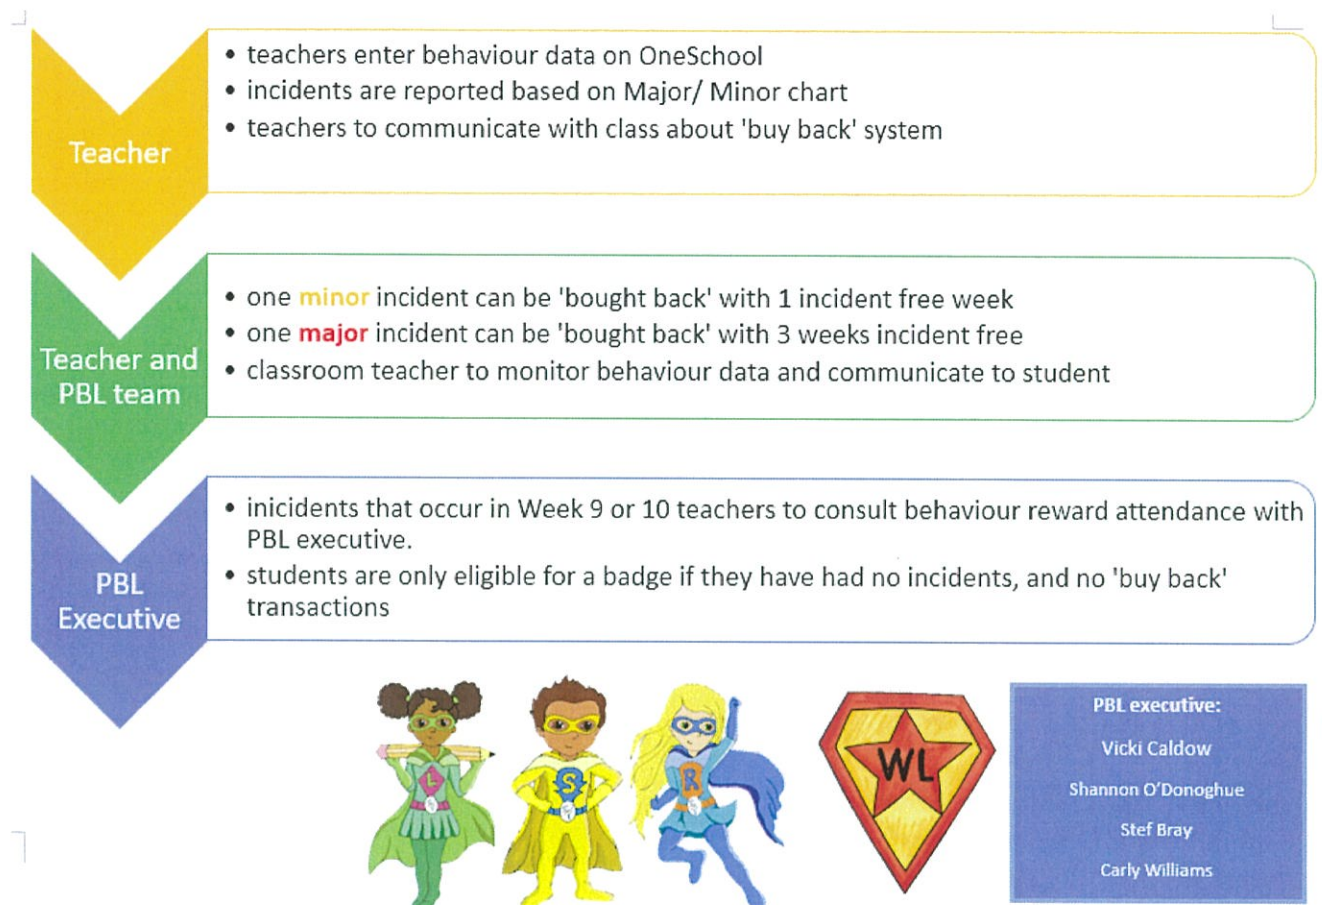 Teacher
• teachers enter behaviour data on OneSchool
• incidents are reported based on Major/ Minor chart
• teachers to communicate with class about 'buy back' system
Teacher and
PBL team
• one minor incident can be 'bought back' with 1 incident free week
• one major incident can be 'bought back' with 3 weeks incident free
• classroom teacher to monitor behaviour data and communicate to student
PBL
Executive
• inicidents that occur in Week 9 or 10 teachers to consult behaviour reward attendance with
PBL executive.
• students are only eligible for a badge if they have had no incidents, and no 'buy back'
transactions
L
S
R
WL
PBL executive:
Vicki Caldow
Shannon O'Donoghue
Stef Bray
Carly Williams